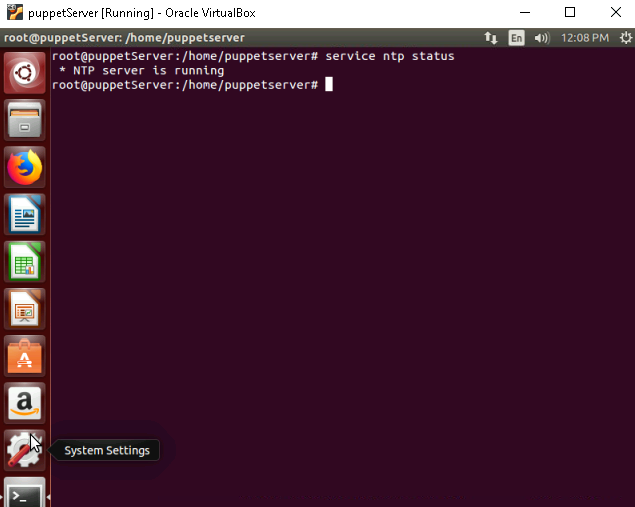 puppetServer [Running] - Oracle VirtualBox
root@puppetServer: /home/puppetserver
En
12:08 PM
root@puppetServer:/home/puppetserver# service ntp status
* NTP server is running
root@puppetServer:/home/puppetserver#
a
System Settings
>_